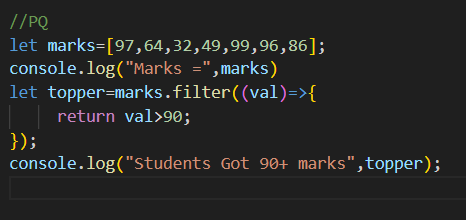 //PQ
let marks=[97,64,32,49,99,96,86];
console.log("Marks =",marks)
let topper=marks.filter((val)=>{
    return val>90;
});
console.log("Students Got 90+ marks",topper);